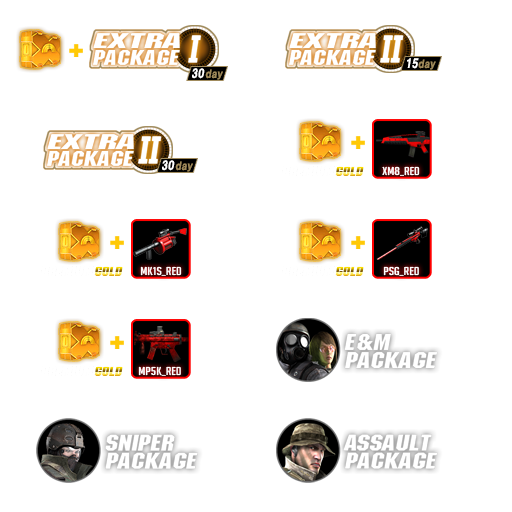 EXTRA
PACKAGE I
30day
EXTRA
PACKAGE II
15day
EXTRA
PACKAGE II
30day
GOLD
XM8_RED
GOLD
MK1S_RED
GOLD
PSG_RED
GOLD
MP5K_RED
E&M
PACKAGE
SNIPER
PACKAGE
ASSAULT
PACKAGE